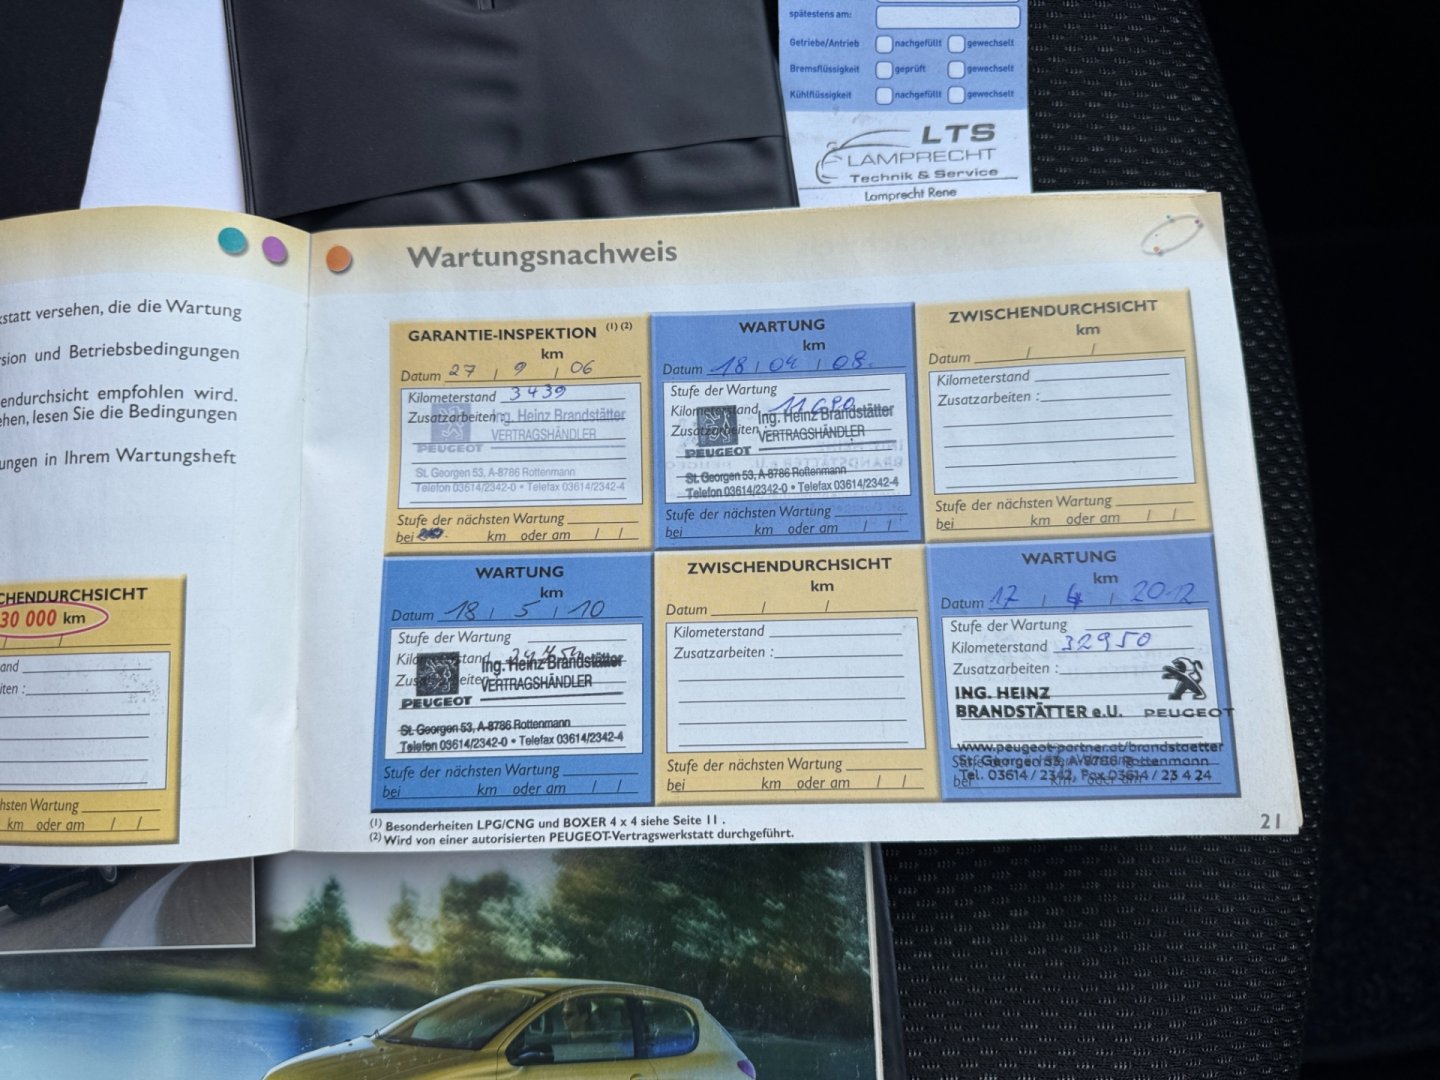 spätestens am:
Getriebe/Antrieb nachgefüllt gewechselt
Bremsflüssigkeit geprüft gewechselt
Kühlflüssigkeit nachgefüllt gewechselt
LTS
LAMPRECHT
Technik & Service
Lamprecht Rene
statt versehen, die die Wartung
sion und Betriebsbedingungen
endurchsicht empfohlen wird.
ehen, lesen Sie die Bedingungen
ungen in Ihrem Wartungsheft
CHENDURCHSICHT
30 000 km
/ /
and
iten :
hsten Wartung
km oder am / /
Wartungsnachweis
GARANTIE-INSPEKTION (1) (2)
km
Datum 27 / 9 / 06
Kilometerstand 3439
Zusatzarbeiten
Ing. Heinz Brandstätter
VERTRAGSHÄNDLER
PEUGEOT
St. Georgen 53, A-8786 Rottenmann
Telefon 03614/2342-0 • Telefax 03614/2342-4
Stufe der nächsten Wartung
bei km oder am / /
WARTUNG
km
Datum 18 / 04 / 08.
Stufe der Wartung
Kilometerstand
Zusatzarbeiten
Ing. Heinz Brandstätter
VERTRAGSHÄNDLER
PEUGEOT
St. Georgen 53, A-8786 Rottenmann
Telefon 03614/2342-0 • Telefax 03614/2342-4
Stufe der nächsten Wartung
bei km oder am / /
ZWISCHENDURCHSICHT
km
Datum / /
Kilometerstand
Zusatzarbeiten :
Stufe der nächsten Wartung
bei km oder am / /
WARTUNG
km
Datum 18 / 5 / 10
Stufe der Wartung
Ing. Heinz Brandstätter
VERTRAGSHÄNDLER
PEUGEOT
St. Georgen 53, A-8786 Rottenmann
Telefon 03614/2342-0 • Telefax 03614/2342-4
Stufe der nächsten Wartung
bei km oder am / /
ZWISCHENDURCHSICHT
km
Datum / /
Kilometerstand
Zusatzarbeiten :
Stufe der nächsten Wartung
bei km oder am / /
WARTUNG
km
Datum 17 / 4 / 2012
Stufe der Wartung
Kilometerstand 32950
Zusatzarbeiten :
ING. HEINZ
BRANDSTÄTTER e.U. PEUGEOT
www.peugeot-partner.at/brandstaetter
St. Georgen 53, A-8786 Rottenmann
Tel. 03614 / 2342, Fax 03614 / 23 4 24
bei
(1) Besonderheiten LPG/CNG und BOXER 4 x 4 siehe Seite 11 .
(2) Wird von einer autorisierten PEUGEOT-Vertragswerkstatt durchgeführt.
21